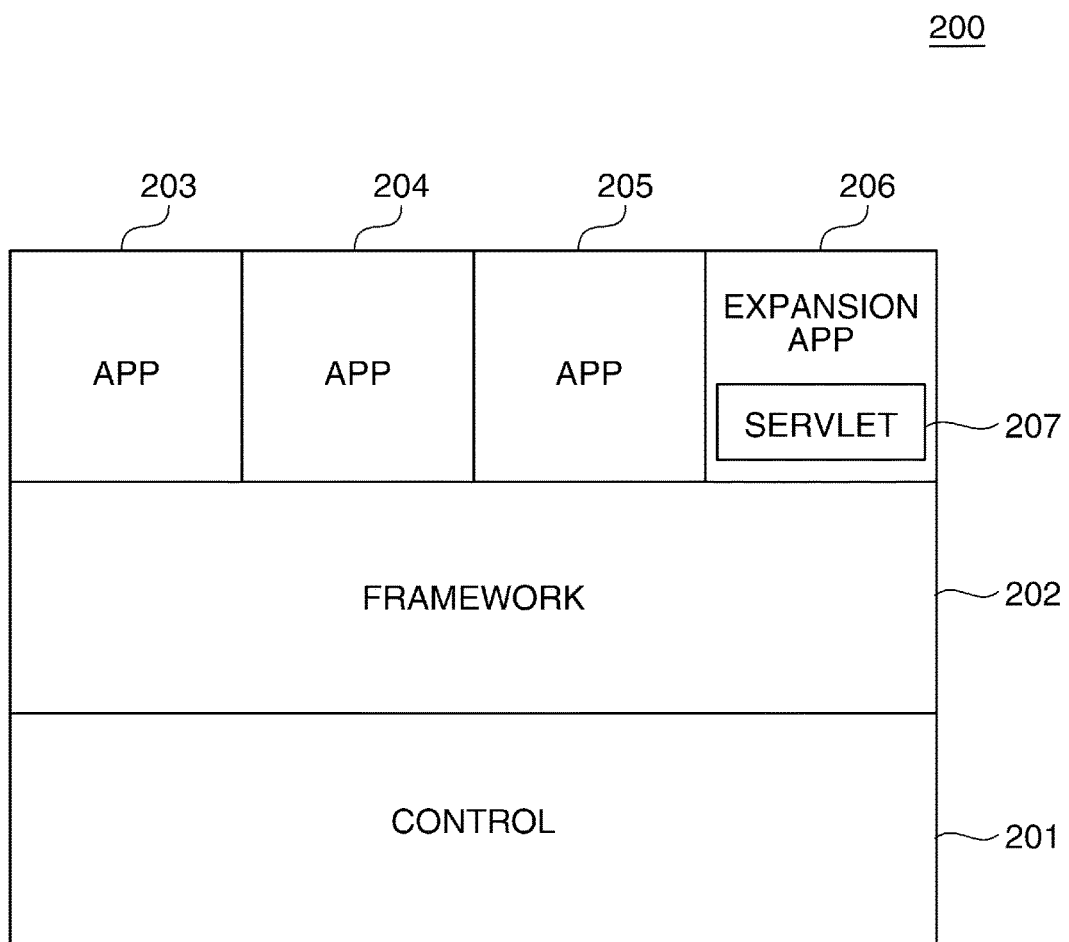 200
203
204
205
206
APP
APP
APP
EXPANSION
APP
SERVLET
207
FRAMEWORK
202
CONTROL
201